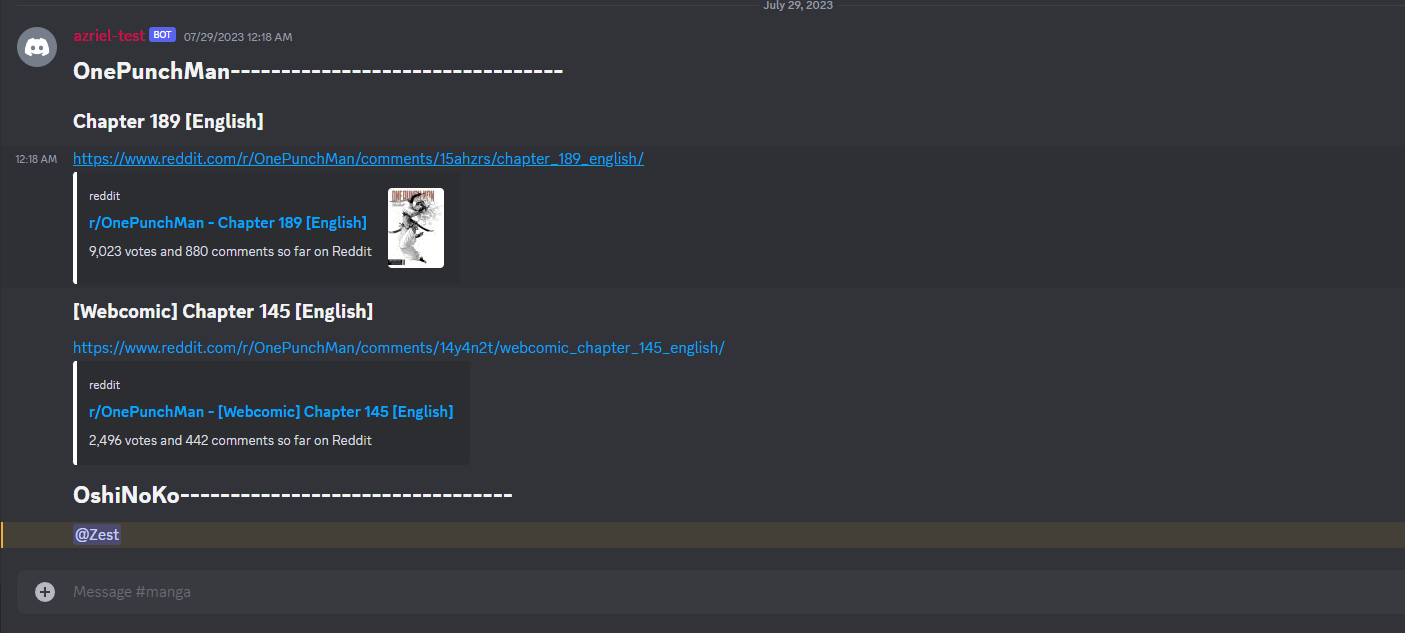 July 29, 2023
azriel-test BOT 07/29/2023 12:18 AM
OnePunchMan---------------------------------
Chapter 189 [English]
12:18 AM https://www.reddit.com/r/OnePunchMan/comments/15ahzrs/chapter_189_english/
reddit
ONE PUNCH MAN
r/OnePunchMan - Chapter 189 [English]
9,023 votes and 880 comments so far on Reddit
[Webcomic] Chapter 145 [English]
https://www.reddit.com/r/OnePunchMan/comments/14y4n2t/webcomic_chapter_145_english/
reddit
r/OnePunchMan - [Webcomic] Chapter 145 [English]
2,496 votes and 442 comments so far on Reddit
OshiNoKo---------------------------------
@Zest
Message #manga